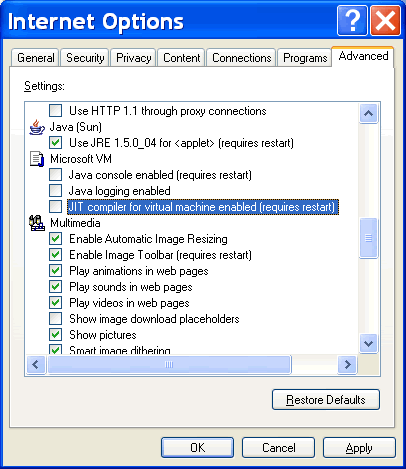 Internet Options
General Security Privacy Content Connections Programs Advanced
Settings:
Use HTTP 1.1 through proxy connections
Java (Sun)
Use JRE 1.5.0_04 for <applet> (requires restart)
Microsoft VM
Java console enabled (requires restart)
Java logging enabled
JIT compiler for virtual machine enabled (requires restart)
Multimedia
Enable Automatic Image Resizing
Enable Image Toolbar (requires restart)
Play animations in web pages
Play sounds in web pages
Play videos in web pages
Show image download placeholders
Show pictures
Smart image dithering
Restore Defaults
OK Cancel Apply